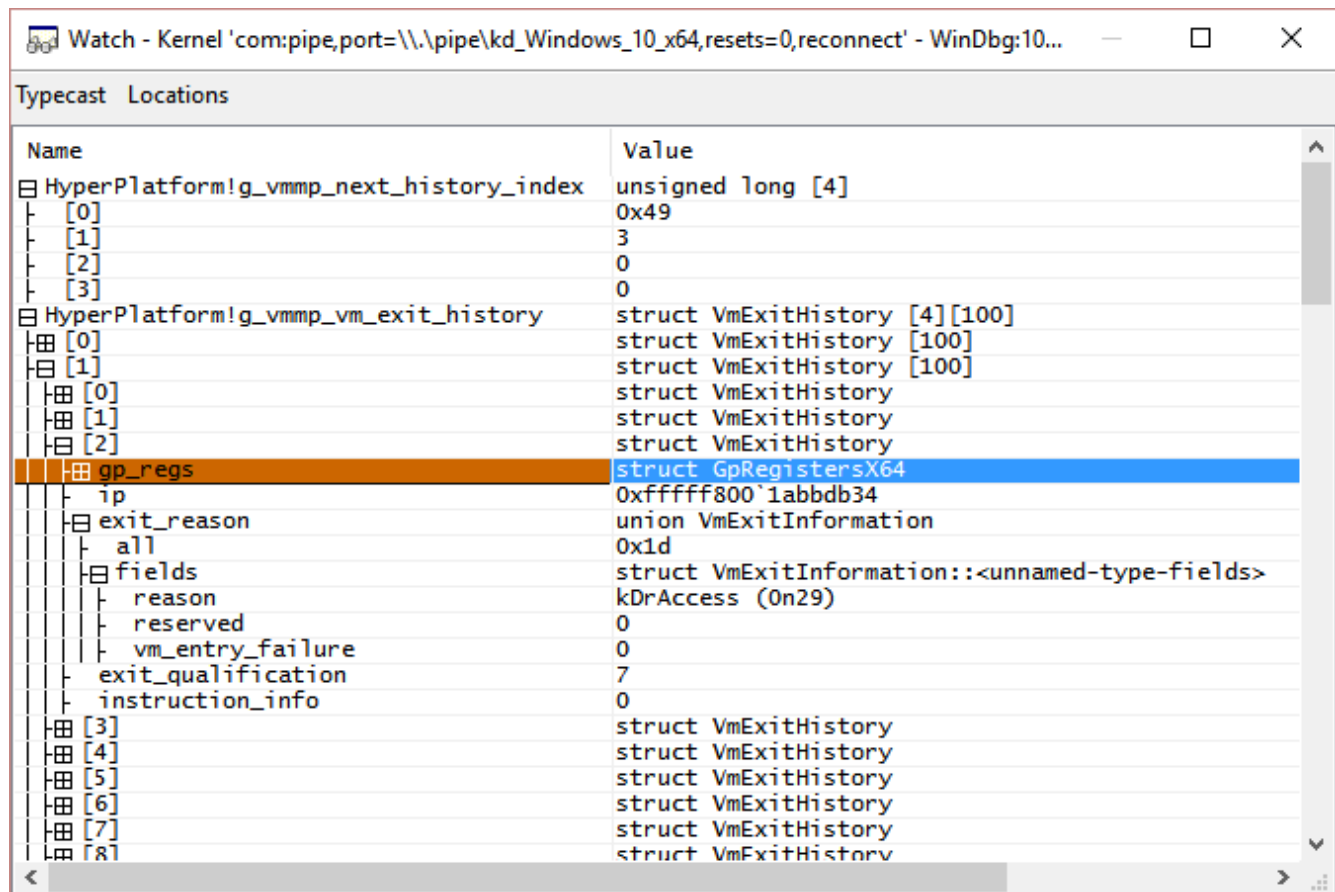 Watch - Kernel 'com:pipe,port=\\.\pipe\kd_Windows_10_x64,resets=0,reconnect' - WinDbg:10...
Typecast Locations
Name Value
HyperPlatform!g_vmmp_next_history_index unsigned long [4]
[0] 0x49
[1] 3
[2] 0
[3] 0
HyperPlatform!g_vmmp_vm_exit_history struct VmExitHistory [4][100]
[0] struct VmExitHistory [100]
[1] struct VmExitHistory [100]
[0] struct VmExitHistory
[1] struct VmExitHistory
[2] struct VmExitHistory
gp_regs struct GpRegistersX64
ip 0xfffff800`1abbdb34
exit_reason union VmExitInformation
all 0x1d
fields struct VmExitInformation::<unnamed-type-fields>
reason kDrAccess (0n29)
reserved 0
vm_entry_failure 0
exit_qualification 7
instruction_info 0
[3] struct VmExitHistory
[4] struct VmExitHistory
[5] struct VmExitHistory
[6] struct VmExitHistory
[7] struct VmExitHistory
[8] struct VmExitHistory